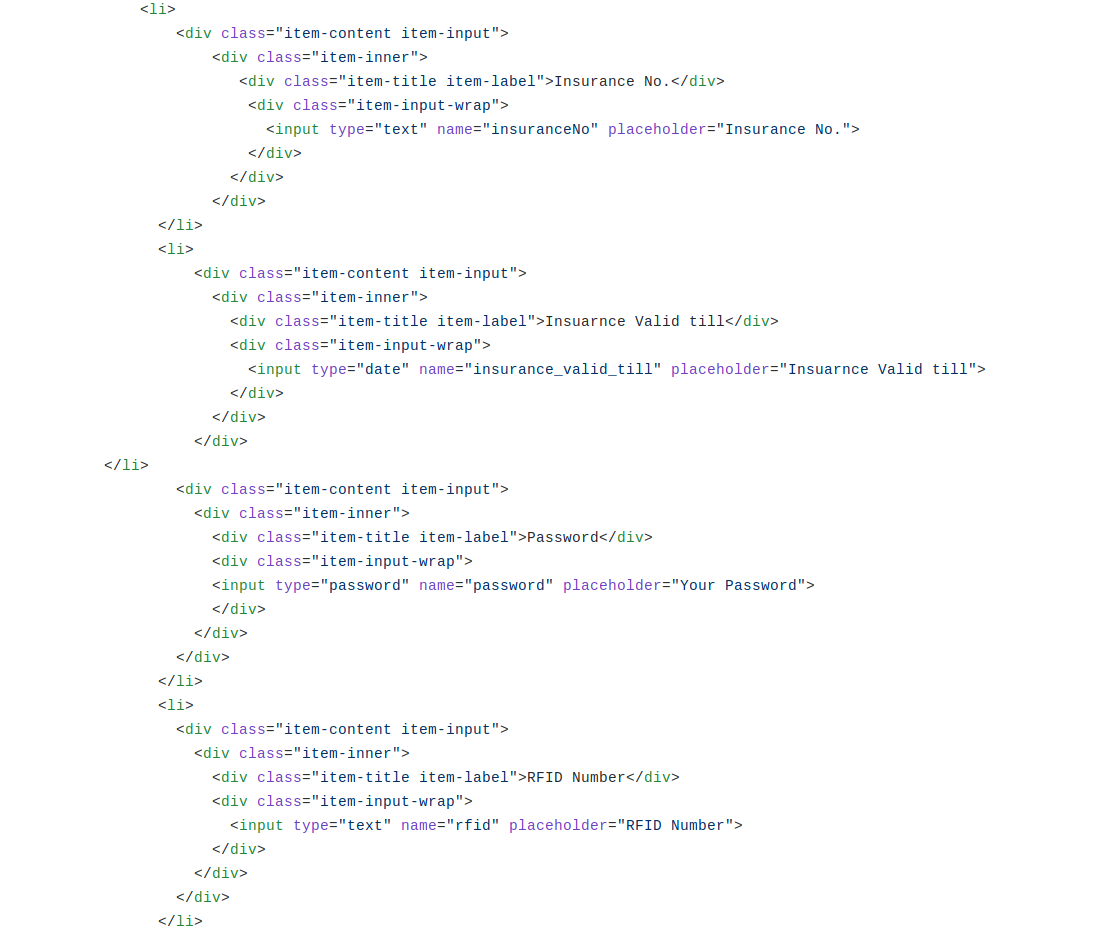 <li>
<div class="item-content item-input">
<div class="item-inner">
<div class="item-title item-label">Insurance No.</div>
<div class="item-input-wrap">
<input type="text" name="insuranceNo" placeholder="Insurance No.">
</div>
</div>
</div>
</li>
<li>
<div class="item-content item-input">
<div class="item-inner">
<div class="item-title item-label">Insuarnce Valid till</div>
<div class="item-input-wrap">
<input type="date" name="insurance_valid_till" placeholder="Insuarnce Valid till">
</div>
</div>
</div>
</li>
<div class="item-content item-input">
<div class="item-inner">
<div class="item-title item-label">Password</div>
<div class="item-input-wrap">
<input type="password" name="password" placeholder="Your Password">
</div>
</div>
</div>
</li>
<li>
<div class="item-content item-input">
<div class="item-inner">
<div class="item-title item-label">RFID Number</div>
<div class="item-input-wrap">
<input type="text" name="rfid" placeholder="RFID Number">
</div>
</div>
</div>
</li>